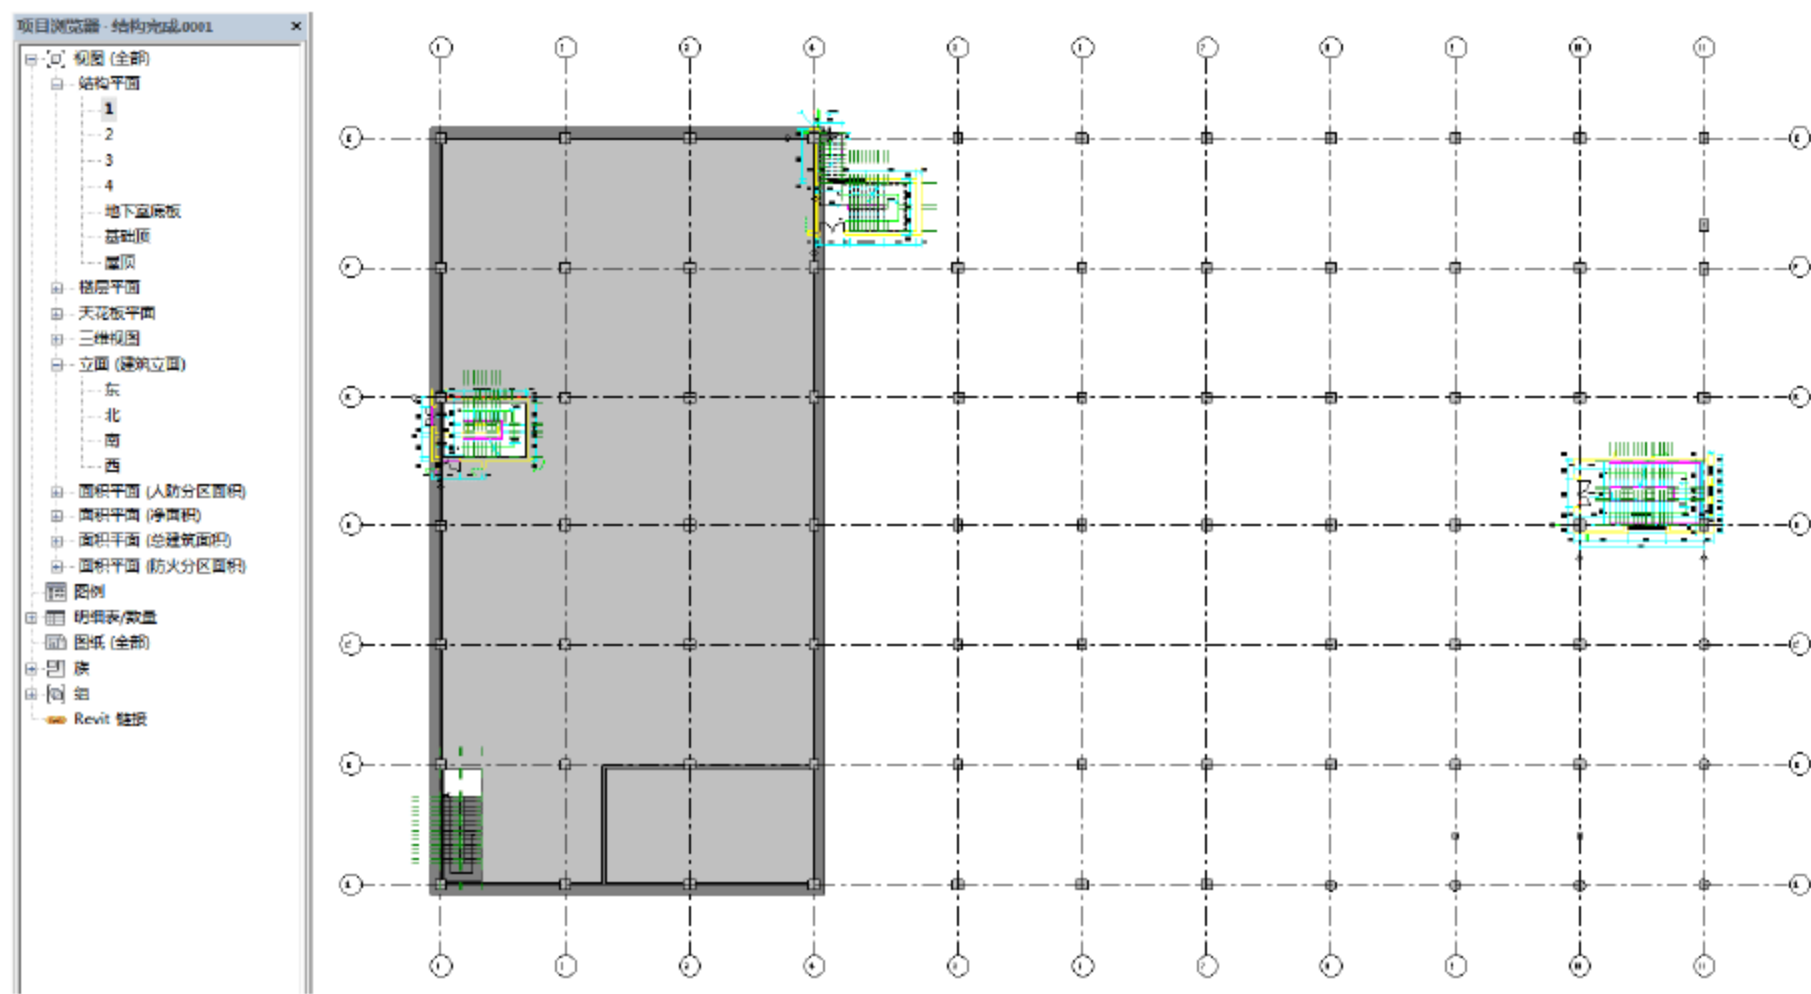 项目浏览器 - 结构完成.0001
视图 (全部)
结构平面
1
2
3
4
地下室底板
基础顶
屋顶
楼层平面
天花板平面
三维视图
立面 (建筑立面)
东
北
南
西
面积平面 (人防分区面积)
面积平面 (净面积)
面积平面 (总建筑面积)
面积平面 (防火分区面积)
图例
明细表/数量
图纸 (全部)
族
组
Revit 链接